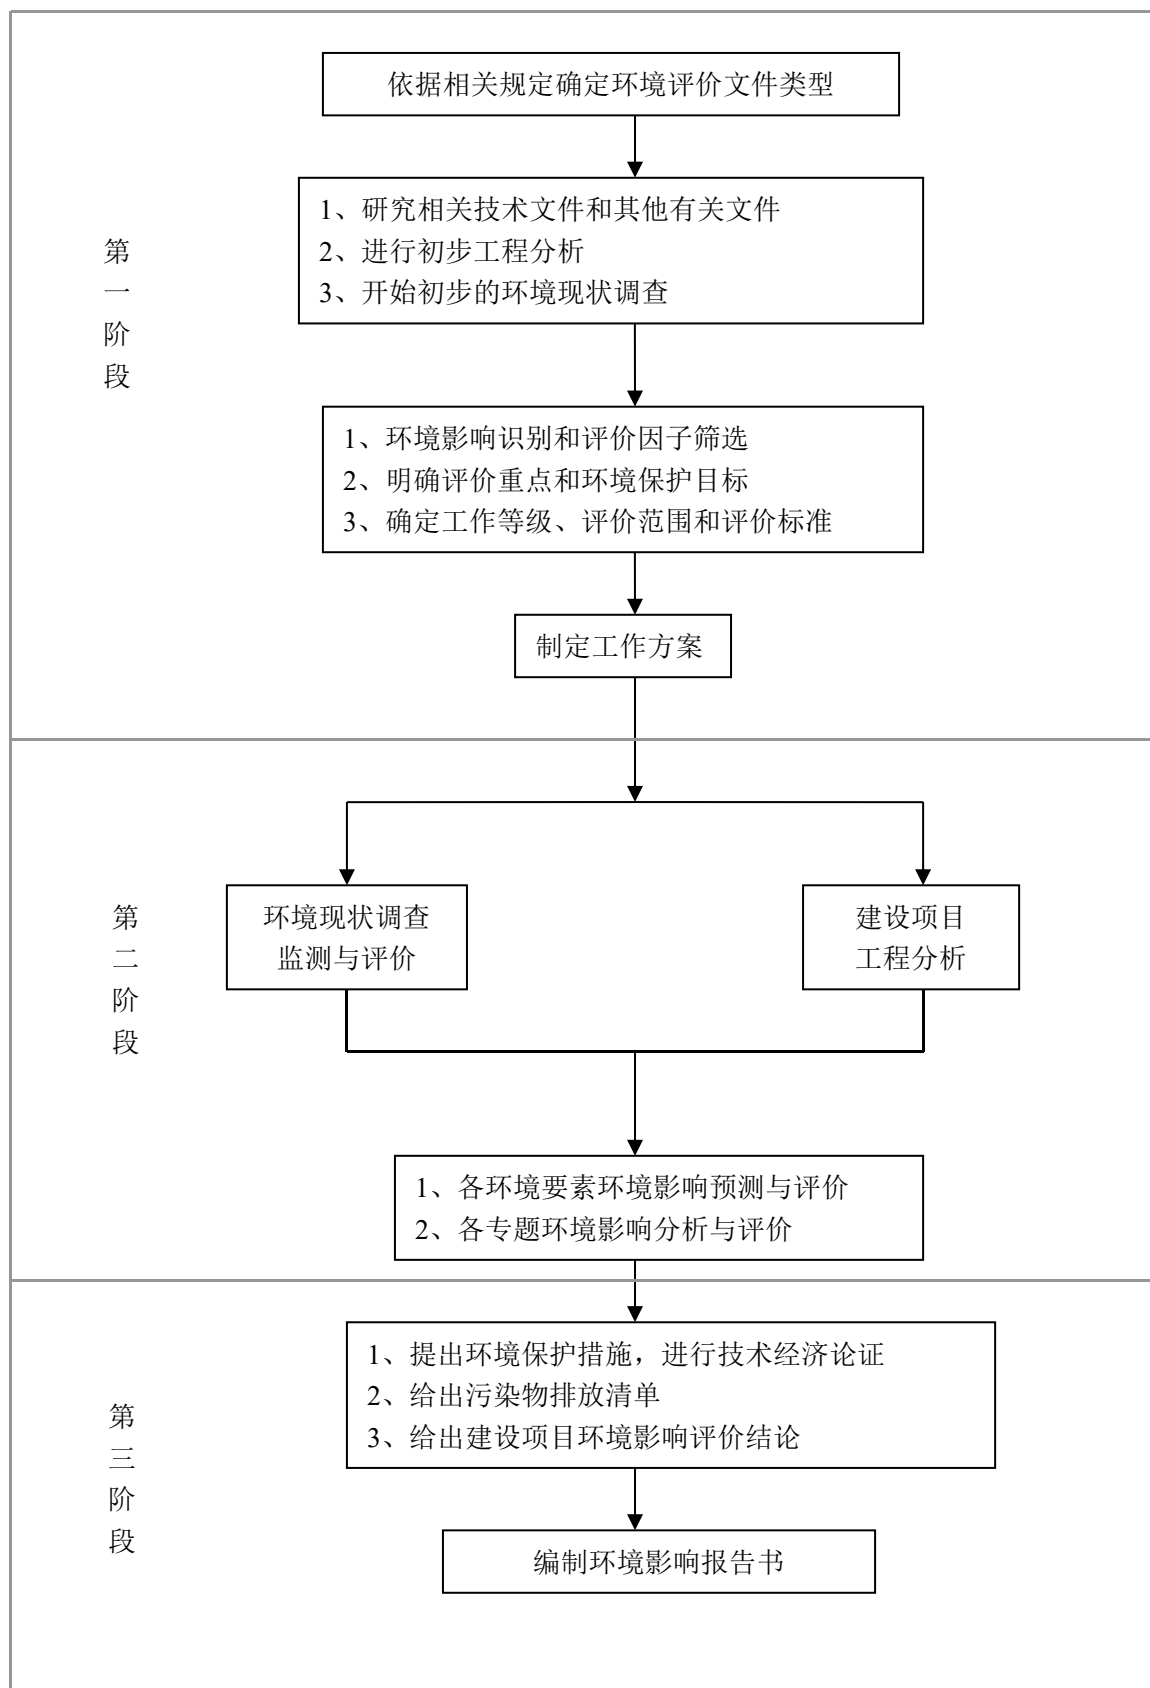 依据相关规定确定环境评价文件类型
1、研究相关技术文件和其他有关文件
2、进行初步工程分析
3、开始初步的环境现状调查
第
一
阶
段
1、环境影响识别和评价因子筛选
2、明确评价重点和环境保护目标
3、确定工作等级、评价范围和评价标准
制定工作方案
第
二
阶
段
环境现状调查
监测与评价
建设项目
工程分析
1、各环境要素环境影响预测与评价
2、各专题环境影响分析与评价
第
三
阶
段
1、提出环境保护措施，进行技术经济论证
2、给出污染物排放清单
3、给出建设项目环境影响评价结论
编制环境影响报告书